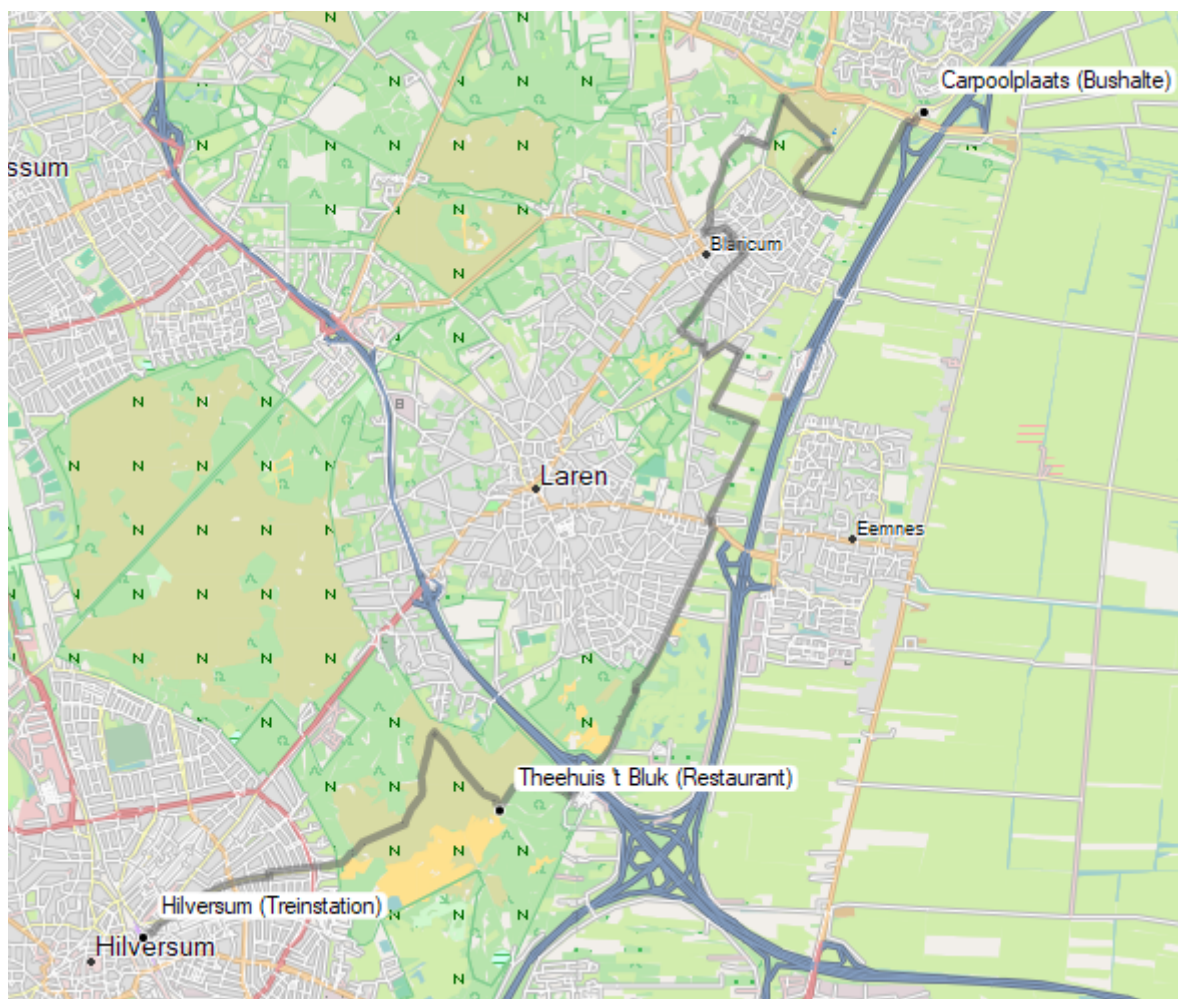 Carpoolplaats (Bushalte)
ssum
Blaricum
Laren
Eemnes
Theehuis 't Bluk (Restaurant)
Hilversum (Treinstation)
Hilversum